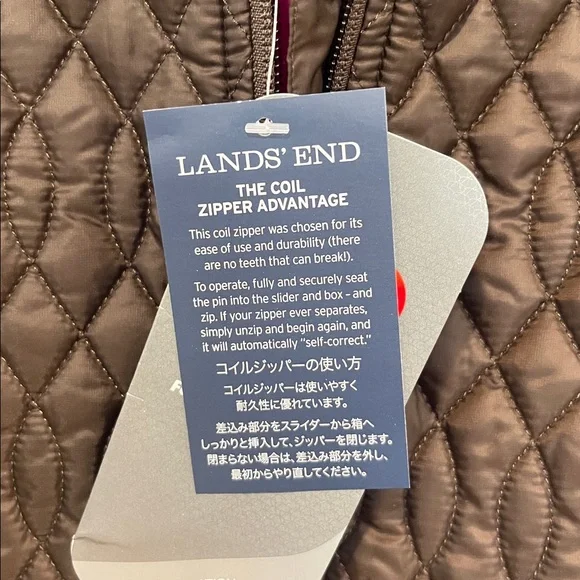 LANDS' END
THE COIL
ZIPPER ADVANTAGE
This coil zipper was chosen for its
ease of use and durability (there
are no teeth that can break!).
To operate, fully and securely seat
the pin into the slider and box - and
zip. If your zipper ever separates,
simply unzip and begin again, and
it will automatically "self-correct."
コイルジッパーの使い方
コイルジッパーは使いやすく
耐久性に優れています。
差込み部分をスライダーから箱へ
しっかりと挿入して、ジッパーを閉じます。
閉まらない場合は、差込み部分を外し、
最初からやり直してください。